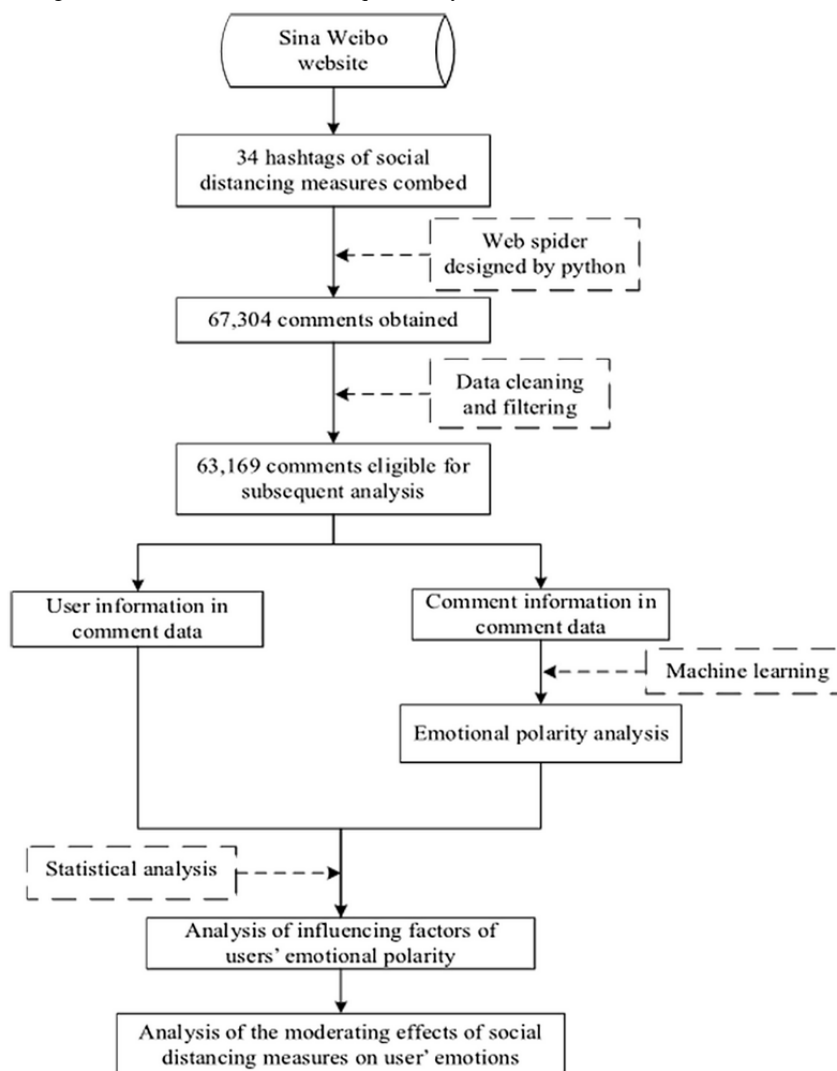 Sina Weibo
website
34 hashtags of social
distancing measures combed
Web spider
designed by python
67,304 comments obtained
Data cleaning
and filtering
63,169 comments eligible for
subsequent analysis
User information in
comment data
Comment information in
comment data
Machine learning
Emotional polarity analysis
Statistical analysis
Analysis of influencing factors of
users’ emotional polarity
Analysis of the moderating effects of social
distancing measures on user’ emotions